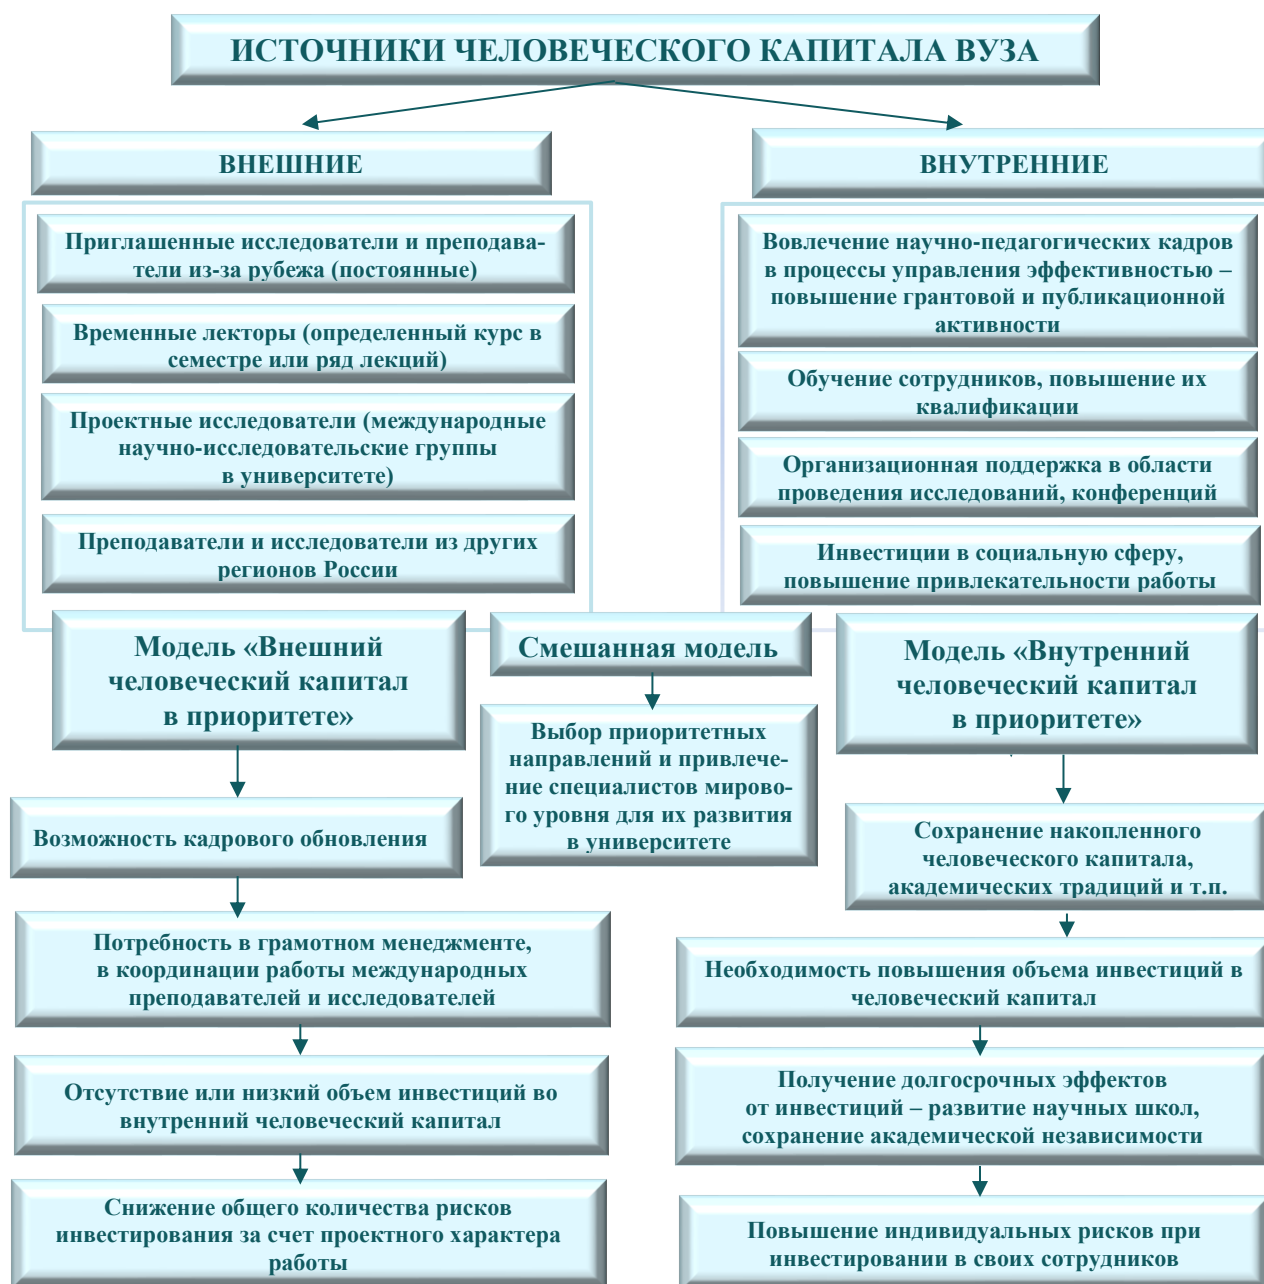 ИСТОЧНИКИ ЧЕЛОВЕЧЕСКОГО КАПИТАЛА ВУЗА
ВНЕШНИЕ
Приглашенные исследователи и преподава-
тели из-за рубежа (постоянные)
Временные лекторы (определенный курс в
семестре или ряд лекций)
Проектные исследователи (международные
научно-исследовательские группы
в университете)
Преподаватели и исследователи из других
регионов России
ВНУТРЕННИЕ
Вовлечение научно-педагогических кадров
в процессы управления эффективностью –
повышение грантовой и публикационной
активности
Обучение сотрудников, повышение их
квалификации
Организационная поддержка в области
проведения исследований, конференций
Инвестиции в социальную сферу,
повышение привлекательности работы
Модель «Внешний
человеческий капитал
в приоритете»
Возможность кадрового обновления
Потребность в грамотном менеджменте,
в координации работы международных
преподавателей и исследователей
Отсутствие или низкий объем инвестиций во
внутренний человеческий капитал
Снижение общего количества рисков
инвестирования за счет проектного характера
работы
Смешанная модель
Выбор приоритетных
направлений и привлече-
ние специалистов мирово-
го уровня для их развития
в университете
Модель «Внутренний
человеческий капитал
в приоритете»
Сохранение накопленного
человеческого капитала,
академических традиций и т.п.
Необходимость повышения объема инвестиций в
человеческий капитал
Получение долгосрочных эффектов
от инвестиций – развитие научных школ,
сохранение академической независимости
Повышение индивидуальных рисков при
инвестировании в своих сотрудников